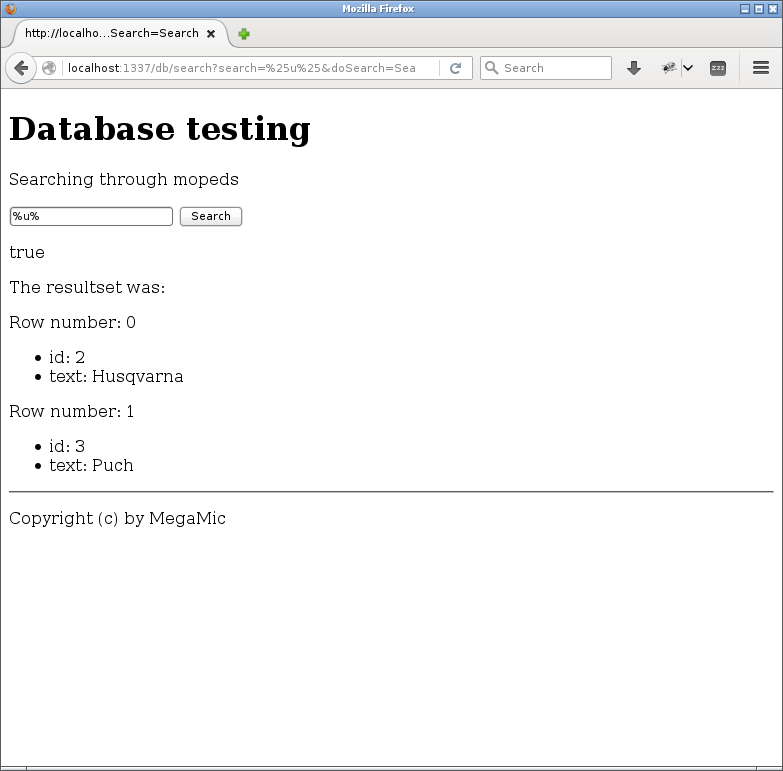 Mozilla Firefox
http://localho...Search=Search
localhost:1337/db/search?search=%25u%25&doSearch=Sea
Search
zzz
Database testing
Searching through mopeds
%u%
Search
true
The resultset was:
Row number: 0
• id: 2
• text: Husqvarna
Row number: 1
• id: 3
• text: Puch
Copyright (c) by MegaMic